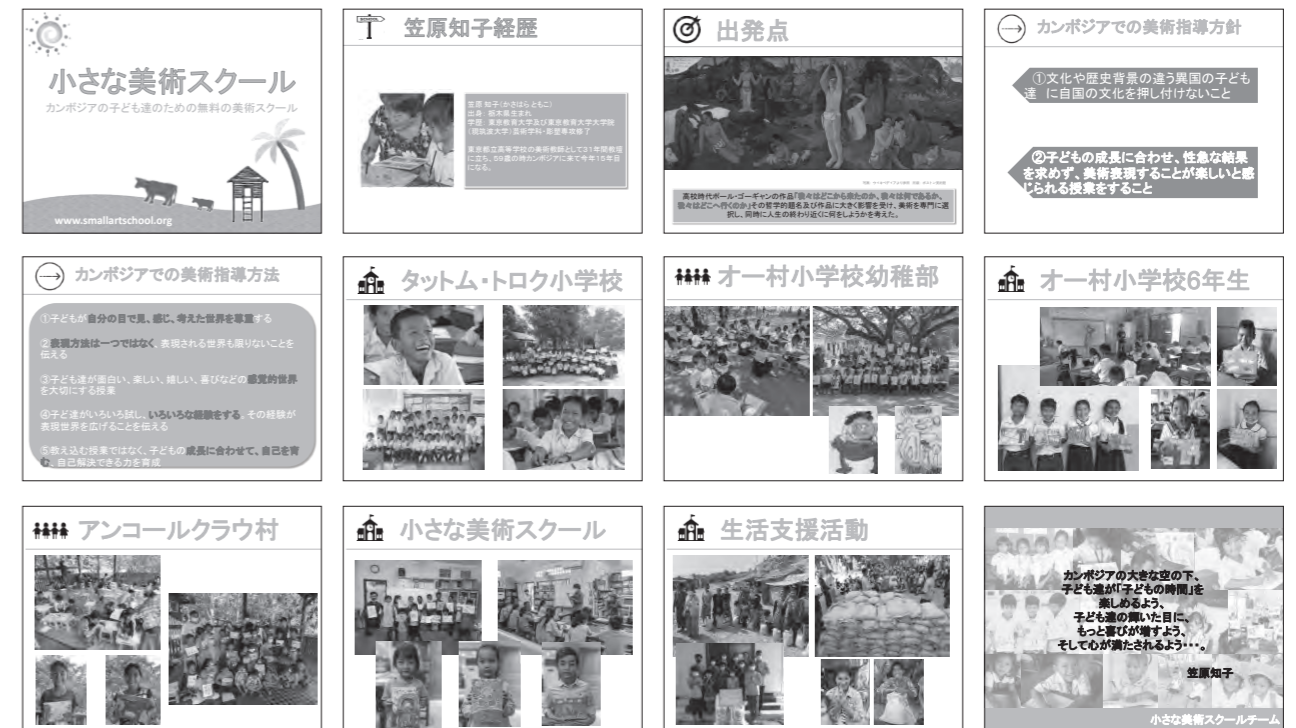 小さな美術スクール
カンボジアの子ども達のための無料の美術スクール
www.smallartschool.org
笠原知子経歴
笠原 知子（かさはら ともこ）
出身　栃木県生まれ
学歴　東京教育大学及び東京教育大学大学院
（現筑波大学）芸術学科・彫塑専攻修了
東京都立高等学校の美術教師として31年間教壇
に立ち、59歳の時カンボジアに来て今年15年目
になる。
出発点
高校時代ポール・ゴーギャンの作品「我々はどこから来たのか、我々は何であるか、
我々はどこへ行くのか」その哲学的題名及び作品に大きく影響を受け、美術を専門に選
択し、同時に人生の終わり近くに何をしようかを考えた。
カンボジアでの美術指導方針
①文化や歴史背景の違う異国の子ども
達　に自国の文化を押し付けないこと
②子どもの成長に合わせ、性急な結果
を求めず、美術表現することが楽しいと感
じられる授業をすること
カンボジアでの美術指導方法
①子どもが自分の目で見、感じ、考えた世界を尊重する
②表現方法は一つではなく、表現される世界も限りないことを
伝える
③子ども達が面白い、楽しい、嬉しい、喜びなどの感覚的世界
を大切にする授業
④子ど達がいろいろ試し、いろいろな経験をする、その経験が
表現世界を広げることを伝える
⑤教え込む授業ではなく、子どもの成長に合わせて、自己を育
む、自己解決できる力を育成
タットム・トロク小学校
オー村小学校幼稚部
オー村小学校6年生
アンコールクラウ村
小さな美術スクール
生活支援活動
カンボジアの大きな空の下、
子ども達が「子どもの時間」を
楽しめるよう、
子ども達の輝いた目に、
もっと喜びが増すよう、
そして心が満たされるよう・・・。
笠原知子
小さな美術スクールチーム